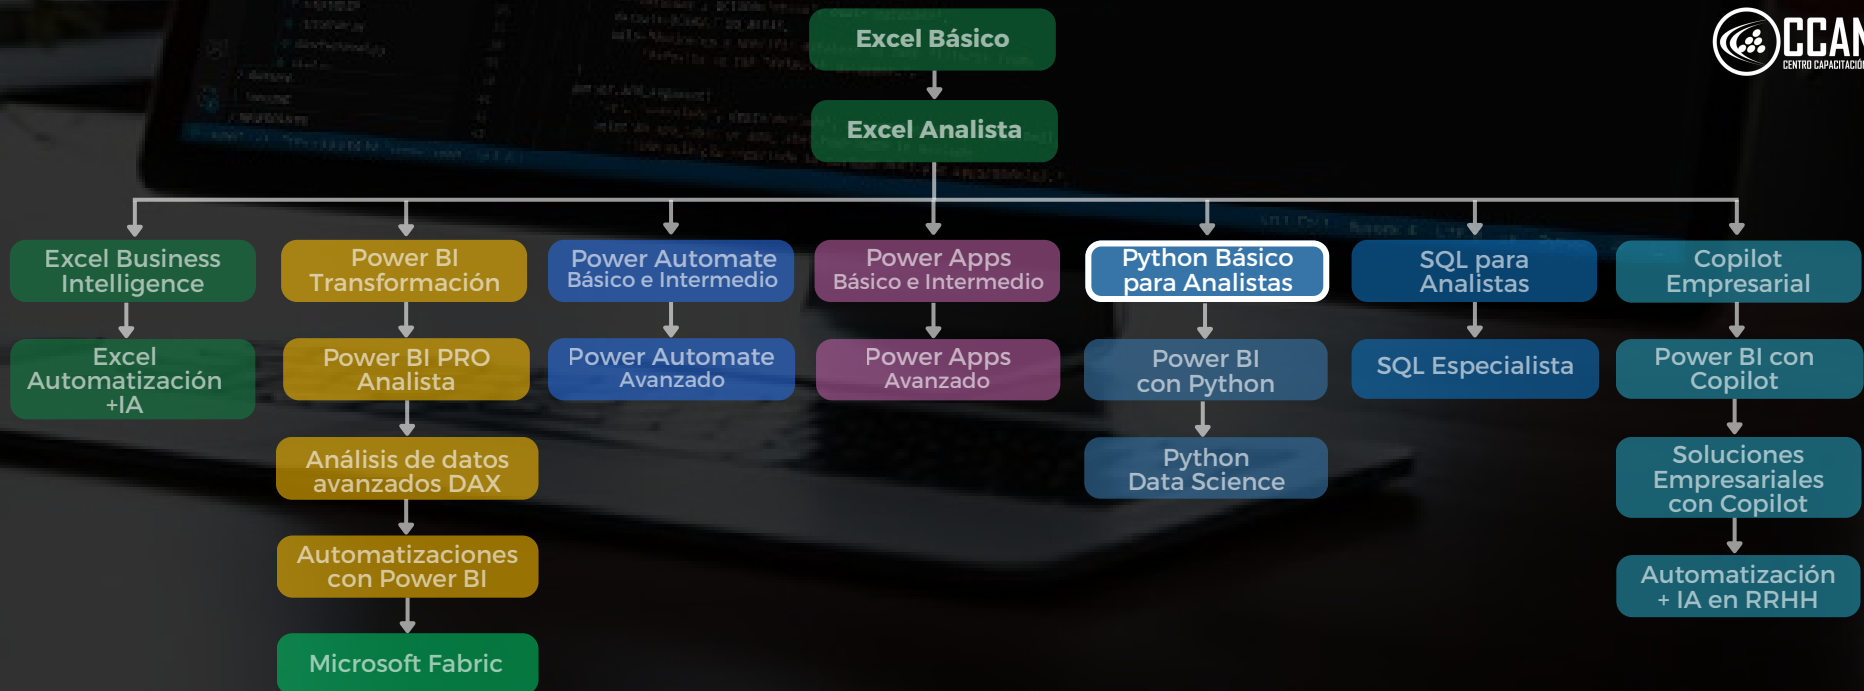 Excel Básico
CCAN
CENTRO CAPACITACIÓN
Excel Analista
Excel Business
Intelligence
Power BI
Transformación
Power Automate
Básico e Intermedio
Power Apps
Básico e Intermedio
Python Básico
para Analistas
SQL para
Analistas
Copilot
Empresarial
Excel
Automatización
+IA
Power BI PRO
Analista
Power Automate
Avanzado
Power Apps
Avanzado
Power BI
con Python
SQL Especialista
Power BI con
Copilot
Análisis de datos
avanzados DAX
Python
Data Science
Soluciones
Empresariales
con Copilot
Automatizaciones
con Power BI
Automatización
+ IA en RRHH
Microsoft Fabric